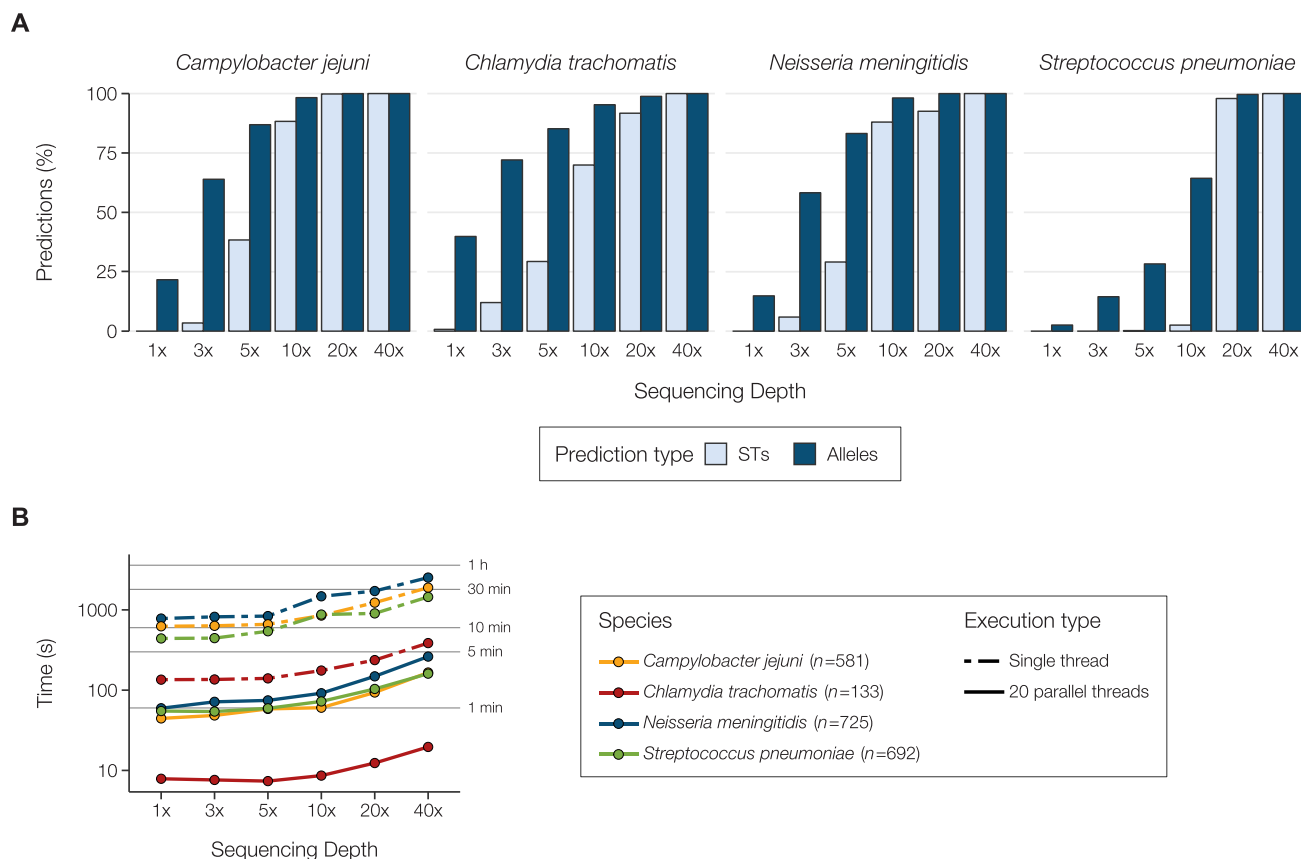 A
Campylobacter jejuni
Chlamydia trachomatis
Neisseria meningitidis
Streptococcus pneumoniae
Predictions (%)
100
75
50
25
0
1x 3x 5x 10x 20x 40x
1x 3x 5x 10x 20x 40x
1x 3x 5x 10x 20x 40x
1x 3x 5x 10x 20x 40x
Sequencing Depth
Prediction type STs Alleles
B
Time (s)
1000
100
10
1 h
30 min
10 min
5 min
1 min
1x 3x 5x 10x 20x 40x
Sequencing Depth
Species
Campylobacter jejuni (n=581)
Chlamydia trachomatis (n=133)
Neisseria meningitidis (n=725)
Streptococcus pneumoniae (n=692)
Execution type
Single thread
20 parallel threads